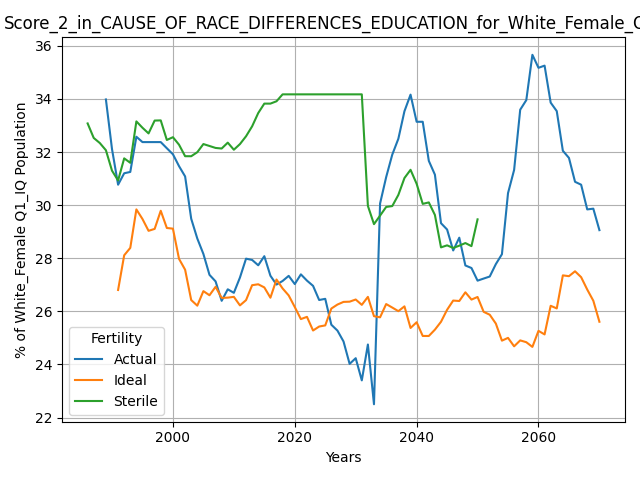 Score_2_in_CAUSE_OF_RACE_DIFFERENCES_EDUCATION_for_White_Female_
% of White_Female Q1_IQ Population
36
34
32
30
28
26
24
22
Fertility
Actual
Ideal
Sterile
2000
2020
2040
2060
Years